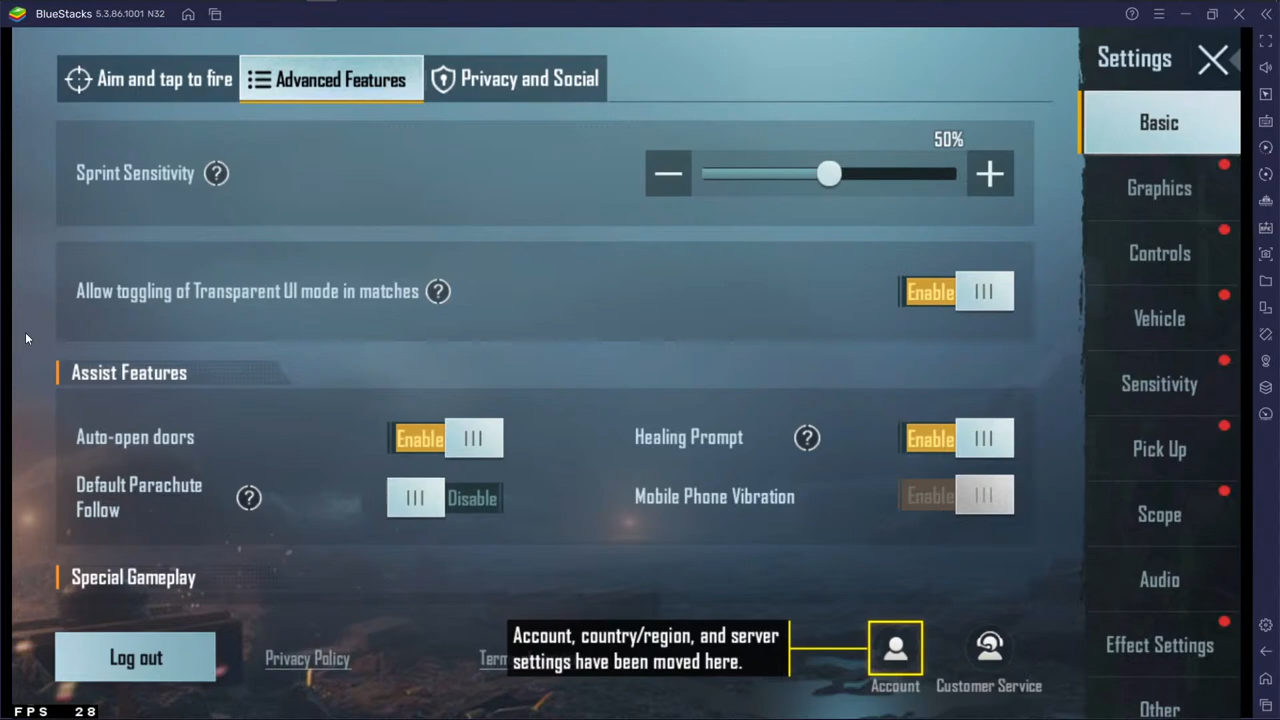 BlueStacks 5.3.86.1001 N32
Aim and tap to fire
Advanced Features
Privacy and Social
Settings
Basic
50%
Sprint Sensitivity
Graphics
Controls
Allow toggling of Transparent UI mode in matches
Enable
Vehicle
Assist Features
Sensitivity
Auto-open doors
Enable
Healing Prompt
Enable
Pick Up
Default Parachute
Follow
Disable
Mobile Phone Vibration
Enable
Scope
Special Gameplay
Audio
Account, country/region, and server
settings have been moved here.
Log out
Privacy Policy
Account
Customer Service
Effect Settings
Other
FPS 28